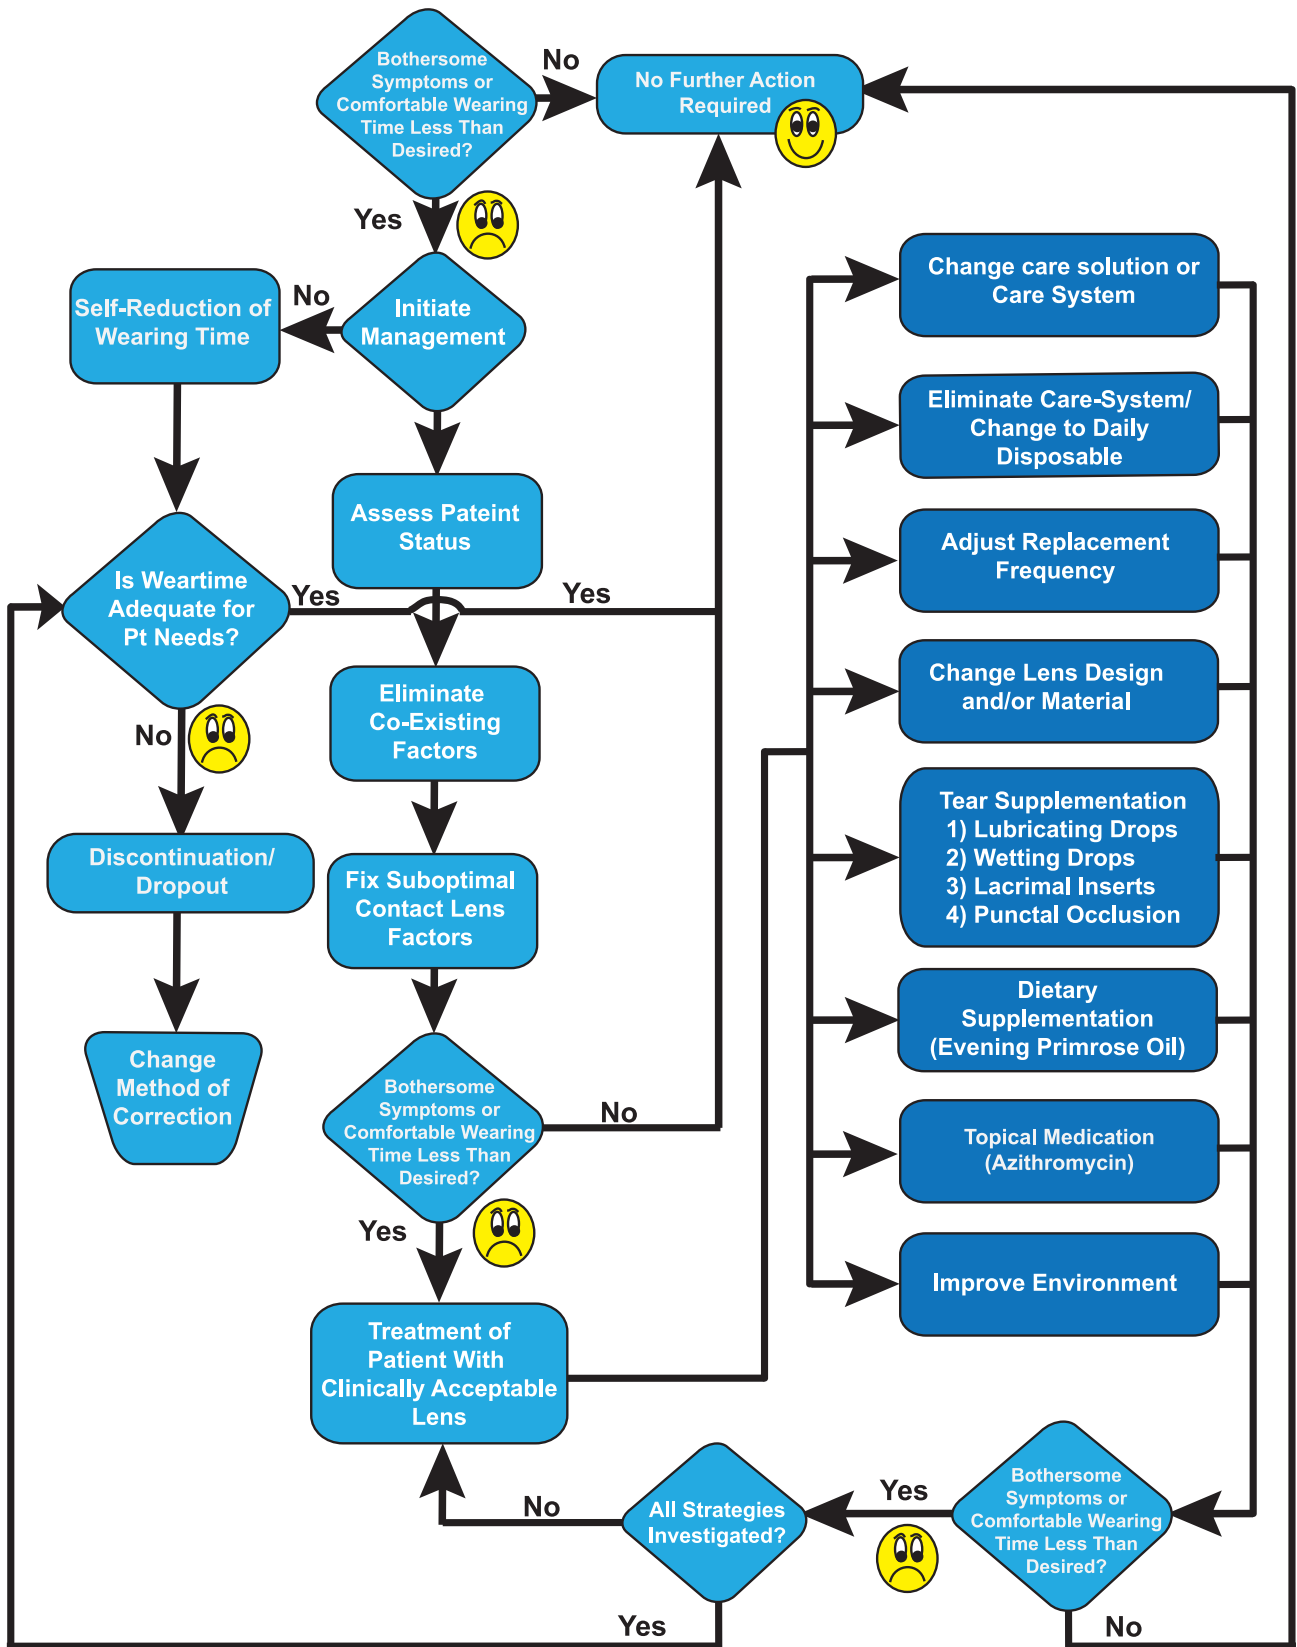 Bothersome
Symptoms or
Comfortable Wearing
Time Less Than
Desired?
No
No Further Action
Required
Yes
Initiate
Management
No
Self-Reduction of
Wearing Time
Assess Pateint
Status
Is Weartime
Adequate for
Pt Needs?
Yes
Yes
Eliminate
Co-Existing
Factors
No
Discontinuation/
Dropout
Fix Suboptimal
Contact Lens
Factors
Change
Method of
Correction
Bothersome
Symptoms or
Comfortable Wearing
Time Less Than
Desired?
No
Yes
Treatment of
Patient With
Clinically Acceptable
Lens
Change care solution or
Care System
Eliminate Care-System/
Change to Daily
Disposable
Adjust Replacement
Frequency
Change Lens Design
and/or Material
Tear Supplementation
1) Lubricating Drops
2) Wetting Drops
3) Lacrimal Inserts
4) Punctal Occlusion
Dietary
Supplementation
(Evening Primrose Oil)
Topical Medication
(Azithromycin)
Improve Environment
Bothersome
Symptoms or
Comfortable Wearing
Time Less Than
Desired?
Yes
All Strategies
Investigated?
No
Yes
No